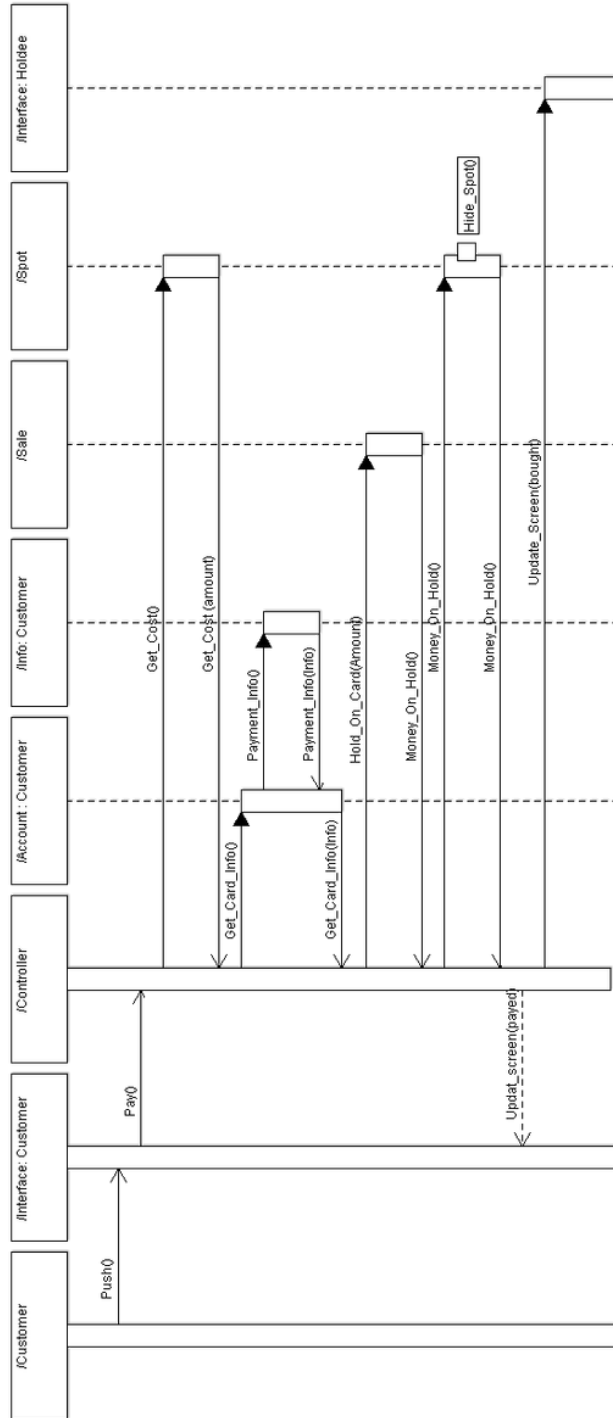 /Customer
/Interface: Customer
/Controller
/Account : Customer
/Info: Customer
/Sale
/Spot
/Interface: Holdee
Push()
Pay()
Get_Cost()
Get_Cost (amount)
Get_Card_Info()
Payment_Info()
Payment_Info(Info)
Get_Card_Info(Info)
Hold_On_Card(Amount)
Money_On_Hold()
Money_On_Hold()
Hide_Spot()
Money_On_Hold()
Updat_screen(payed)
Update_Screen(bought)